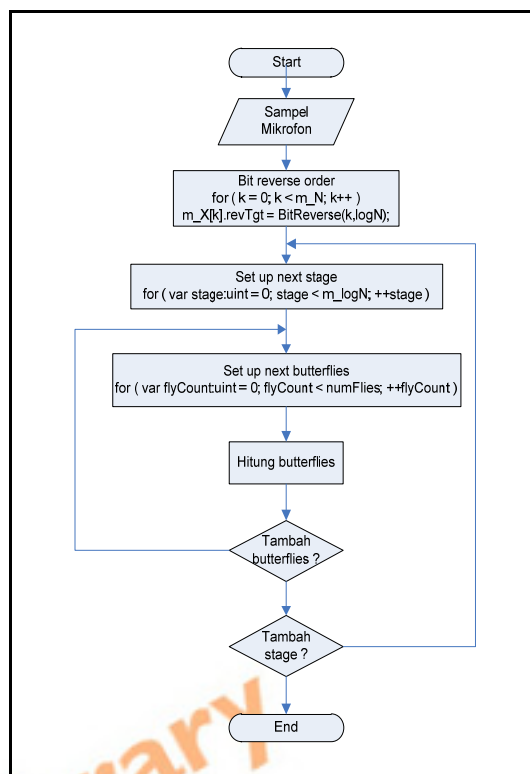 Start
Sampel
Mikrofon
Bit reverse order
for ( k = 0; k < m_N; k++ )
m_X[k].revTgt = BitReverse(k,logN);
Set up next stage
for ( var stage:uint = 0; stage < m_logN; ++stage )
Set up next butterflies
for ( var flyCount:uint = 0; flyCount < numFlies; ++flyCount )
Hitung butterflies
Tambah
butterflies ?
Tambah
stage ?
End